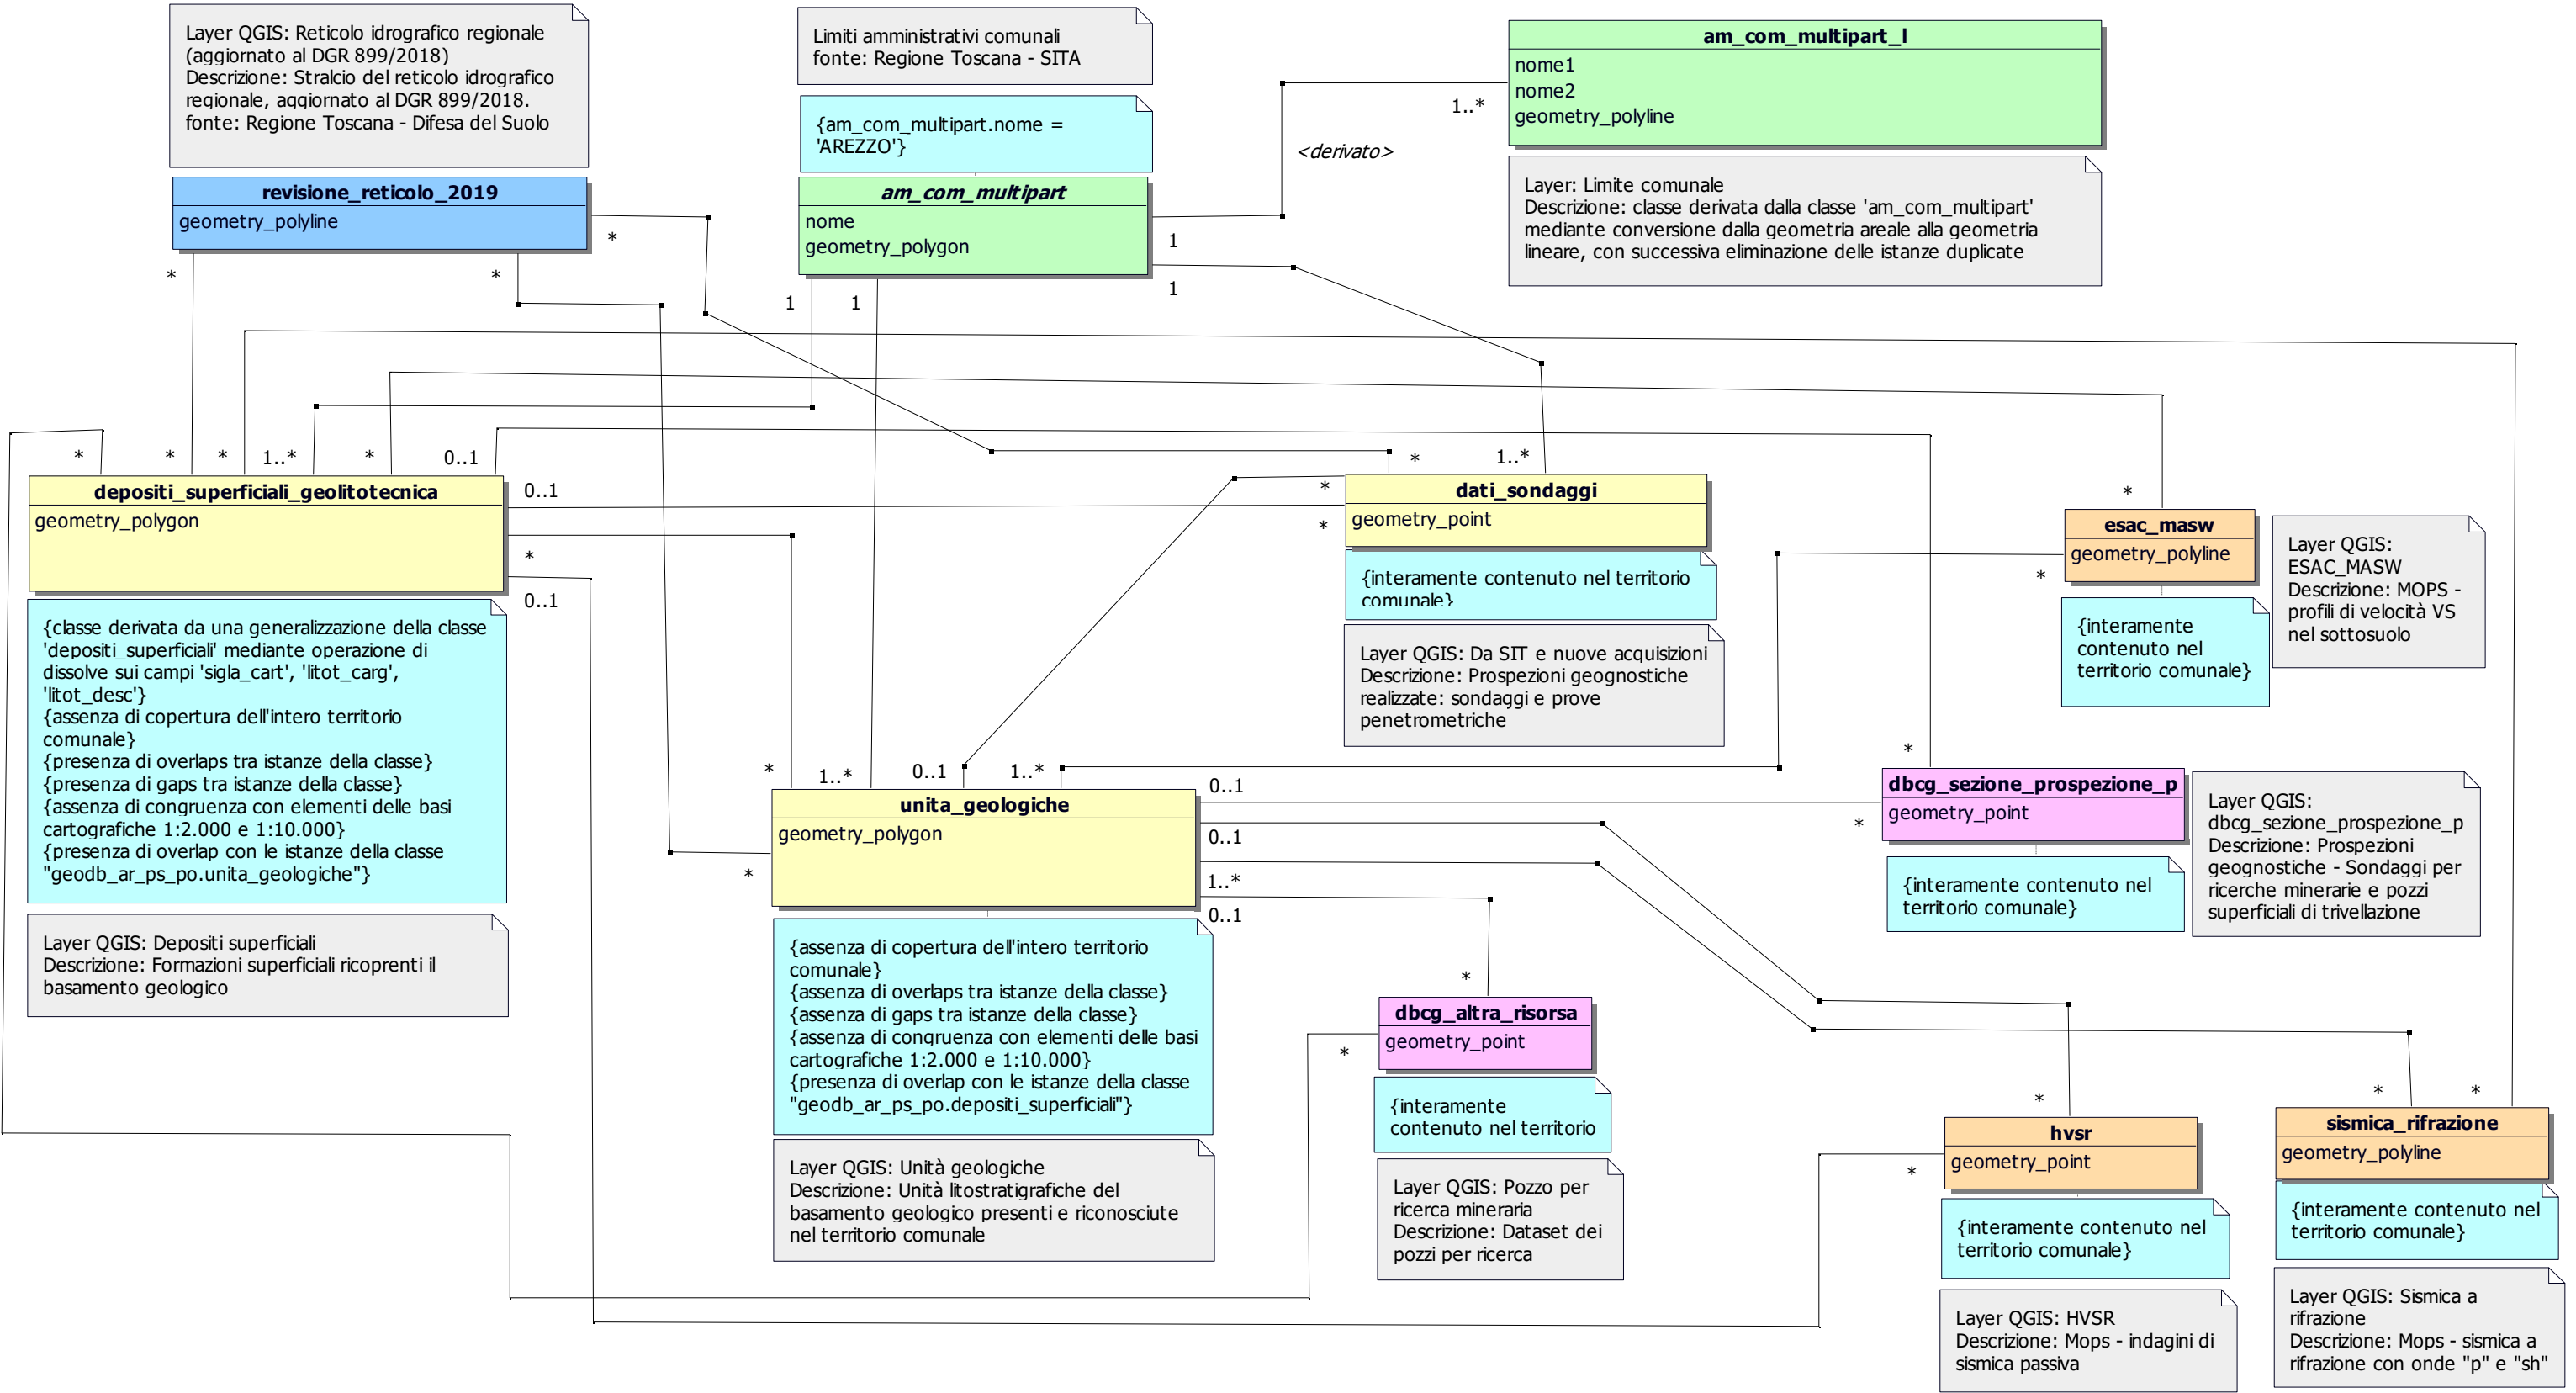 Layer QGIS: Reticolo idrografico regionale
(aggiornato al DGR 899/2018)
Descrizione: Stralcio del reticolo idrografico
regionale, aggiornato al DGR 899/2018.
fonte: Regione Toscana - Difesa del Suolo
Limiti amministrativi comunali
fonte: Regione Toscana - SITA
{am_com_multipart.nome =
'AREZZO'}
am_com_multipart_l
nome1
nome2
geometry_polyline
1..*
<derivato>
Layer: Limite comunale
Descrizione: classe derivata dalla classe 'am_com_multipart'
mediante conversione dalla geometria areale alla geometria
lineare, con successiva eliminazione delle istanze duplicate
revisione_reticolo_2019
geometry_polyline
*
*
*
am_com_multipart
nome
geometry_polygon
1
1
1
1
*
*
*
1..*
*
0..1
depositi_superficiali_geolitotecnica
geometry_polygon
0..1
*
0..1
{classe derivata da una generalizzazione della classe
'depositi_superficiali' mediante operazione di
dissolve sui campi 'sigla_cart', 'litot_carg',
'litot_desc'}
{assenza di copertura dell'intero territorio
comunale}
{presenza di overlaps tra istanze della classe}
{presenza di gaps tra istanze della classe}
{assenza di congruenza con elementi delle basi
cartografiche 1:2.000 e 1:10.000}
{presenza di overlap con le istanze della classe
"geodb_ar_ps_po.unita_geologiche"}
Layer QGIS: Depositi superficiali
Descrizione: Formazioni superficiali ricoprenti il
basamento geologico
*
1..*
*
*
dati_sondaggi
geometry_point
{interamente contenuto nel territorio
comunale}
Layer QGIS: Da SIT e nuove acquisizioni
Descrizione: Prospezioni geognostiche
realizzate: sondaggi e prove
penetrometriche
*
esac_masw
geometry_polyline
*
{interamente
contenuto nel
territorio comunale}
Layer QGIS:
ESAC_MASW
Descrizione: MOPS -
profili di velocità VS
nel sottosuolo
*
1..*
0..1
1..*
*
unita_geologiche
geometry_polygon
0..1
0..1
1..*
0..1
{assenza di copertura dell'intero territorio
comunale}
{assenza di overlaps tra istanze della classe}
{assenza di gaps tra istanze della classe}
{assenza di congruenza con elementi delle basi
cartografiche 1:2.000 e 1:10.000}
{presenza di overlap con le istanze della classe
"geodb_ar_ps_po.depositi_superficiali"}
Layer QGIS: Unità geologiche
Descrizione: Unità litostratigrafiche del
basamento geologico presenti e riconosciute
nel territorio comunale
*
*
dbcg_sezione_prospezione_p
geometry_point
{interamente contenuto nel
territorio comunale}
Layer QGIS:
dbcg_sezione_prospezione_p
Descrizione: Prospezioni
geognostiche - Sondaggi per
ricerche minerarie e pozzi
superficiali di trivellazione
*
*
dbcg_altra_risorsa
geometry_point
{interamente
contenuto nel territorio
Layer QGIS: Pozzo per
ricerca mineraria
Descrizione: Dataset dei
pozzi per ricerca
*
*
hvsr
geometry_point
{interamente contenuto nel
territorio comunale}
Layer QGIS: HVSR
Descrizione: Mops - indagini di
sismica passiva
*
*
sismica_rifrazione
geometry_polyline
{interamente contenuto nel
territorio comunale}
Layer QGIS: Sismica a
rifrazione
Descrizione: Mops - sismica a
rifrazione con onde "p" e "sh"